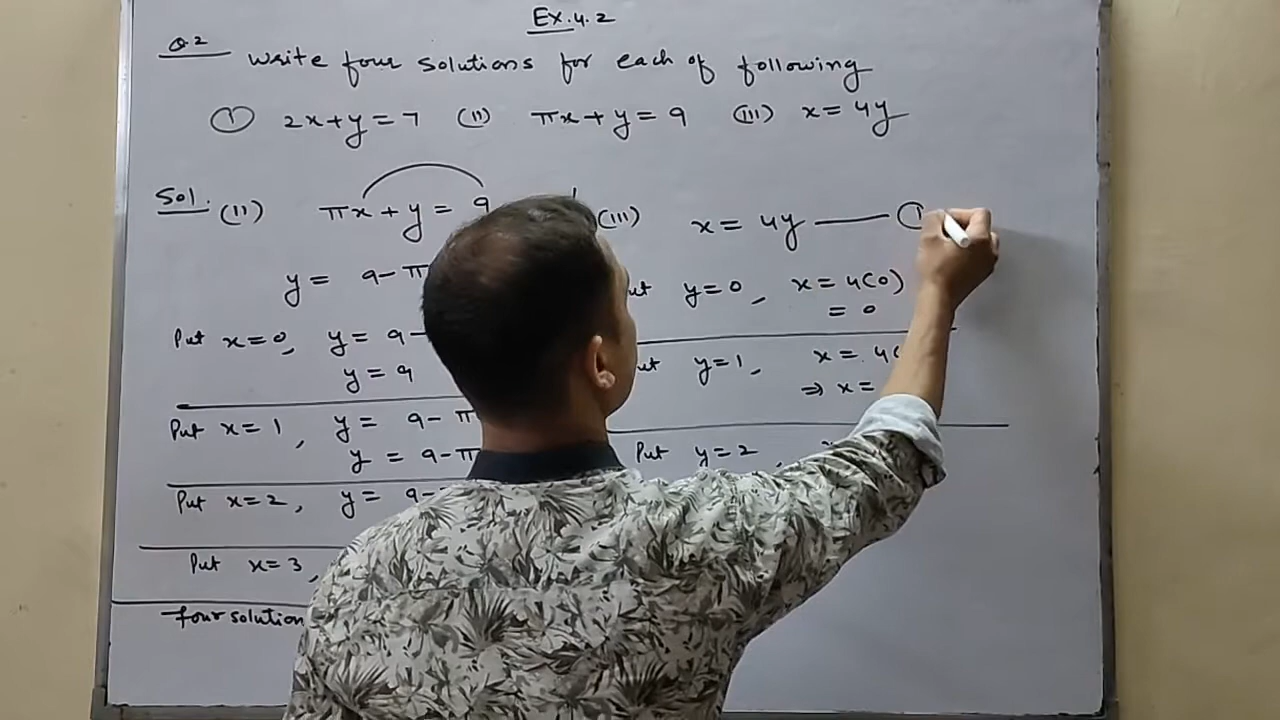 Ex.4.2
Q2 Write four solutions for each of following
(I) 2x+y=7 (II) πx+y=9 (III) x=4y
Sol. (II) πx+y=9
y= 9-π
Put x=0, y= 9-
y=9
Put x=1, y= 9-π
y = 9-π
Put x=2, y= 9-
Put x=3,
four solution
(III) x=4y —— (1
y=0, x=4(0)
=0
y=1, x=4(
⇒ x=
Put y=2,